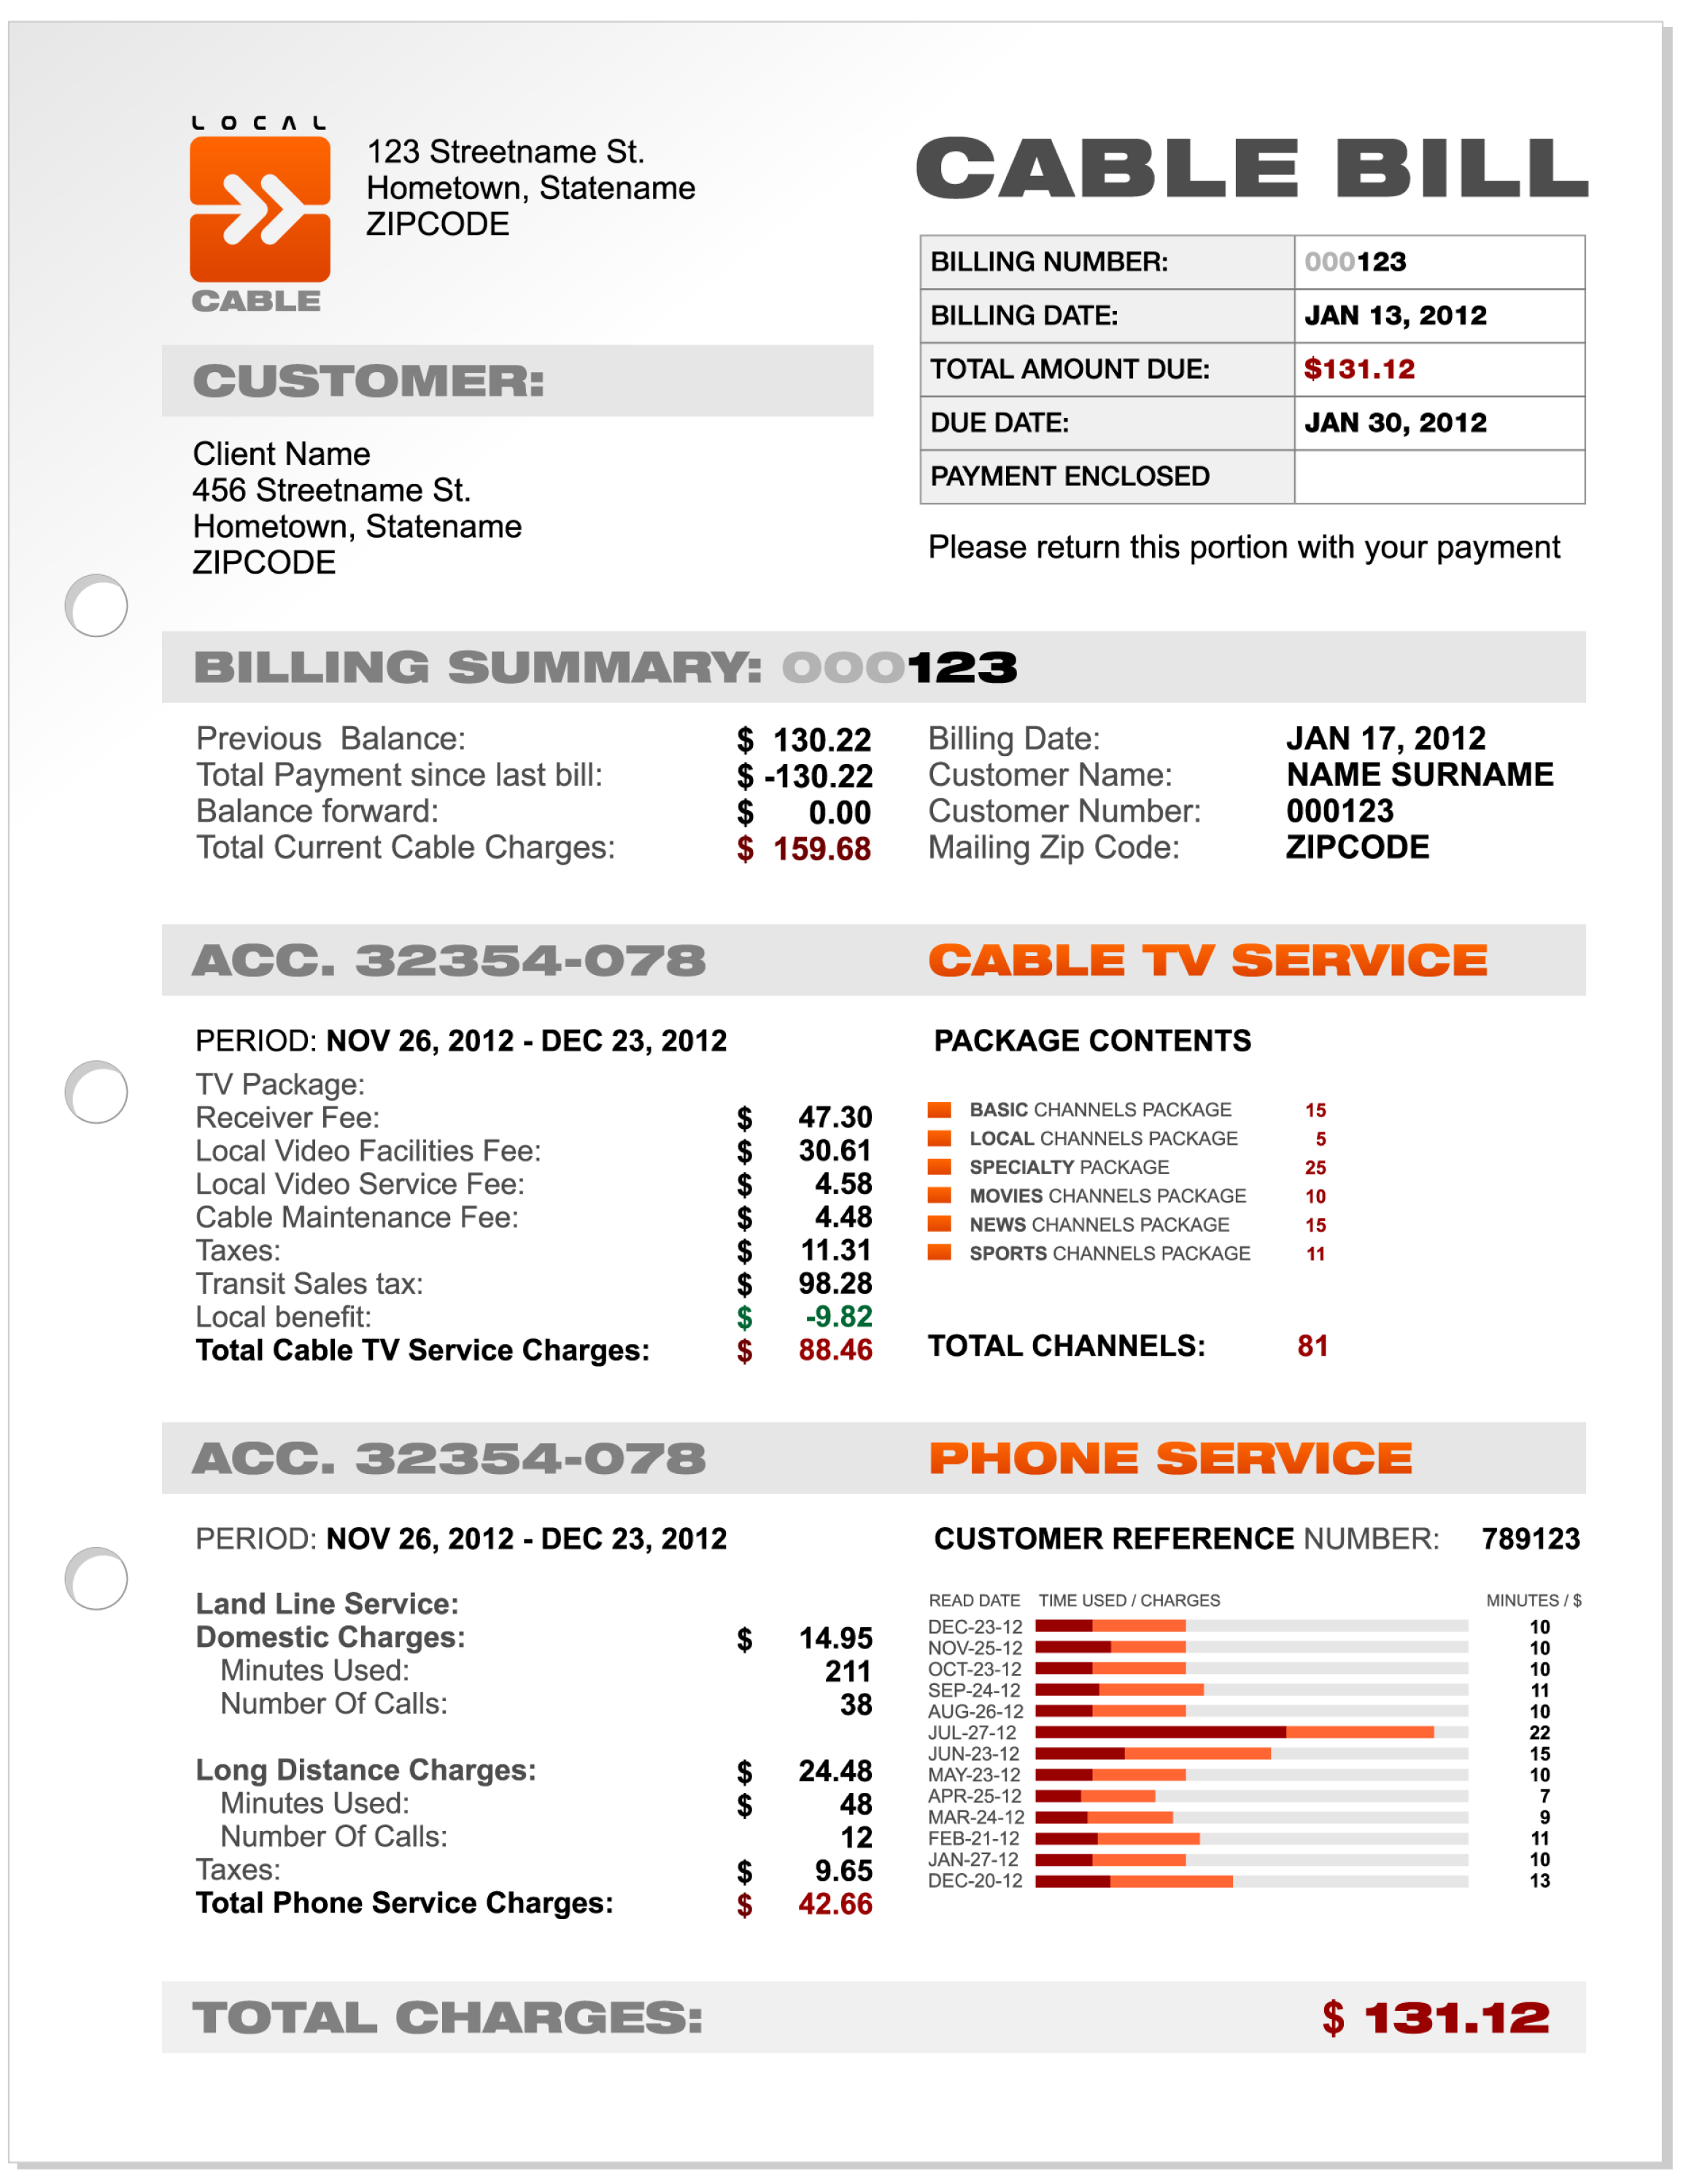 LOCAL
CABLE
123 Streetname St.
Hometown, Statename
ZIPCODE
CABLE BILL
BILLING NUMBER: 000123
BILLING DATE: JAN 13, 2012
TOTAL AMOUNT DUE: $131.12
DUE DATE: JAN 30, 2012
PAYMENT ENCLOSED
Please return this portion with your payment
CUSTOMER:
Client Name
456 Streetname St.
Hometown, Statename
ZIPCODE
BILLING SUMMARY: 000123
Previous Balance: $ 130.22
Total Payment since last bill: $ -130.22
Balance forward: $ 0.00
Total Current Cable Charges: $ 159.68
Billing Date: JAN 17, 2012
Customer Name: NAME SURNAME
Customer Number: 000123
Mailing Zip Code: ZIPCODE
ACC. 32354-078 CABLE TV SERVICE
PERIOD: NOV 26, 2012 - DEC 23, 2012
TV Package:
Receiver Fee: $ 47.30
Local Video Facilities Fee: $ 30.61
Local Video Service Fee: $ 4.58
Cable Maintenance Fee: $ 4.48
Taxes: $ 11.31
Transit Sales tax: $ 98.28
Local benefit: $ -9.82
Total Cable TV Service Charges: $ 88.46
PACKAGE CONTENTS
BASIC CHANNELS PACKAGE 15
LOCAL CHANNELS PACKAGE 5
SPECIALTY PACKAGE 25
MOVIES CHANNELS PACKAGE 10
NEWS CHANNELS PACKAGE 15
SPORTS CHANNELS PACKAGE 11
TOTAL CHANNELS: 81
ACC. 32354-078 PHONE SERVICE
PERIOD: NOV 26, 2012 - DEC 23, 2012
Land Line Service:
Domestic Charges: $ 14.95
Minutes Used: 211
Number Of Calls: 38
Long Distance Charges: $ 24.48
Minutes Used: $ 48
Number Of Calls: 12
Taxes: $ 9.65
Total Phone Service Charges: $ 42.66
CUSTOMER REFERENCE NUMBER: 789123
READ DATE TIME USED / CHARGES MINUTES / $
DEC-23-12 10
NOV-25-12 10
OCT-23-12 10
SEP-24-12 11
AUG-26-12 10
JUL-27-12 22
JUN-23-12 15
MAY-23-12 10
APR-25-12 7
MAR-24-12 9
FEB-21-12 11
JAN-27-12 10
DEC-20-12 13
TOTAL CHARGES: $ 131.12